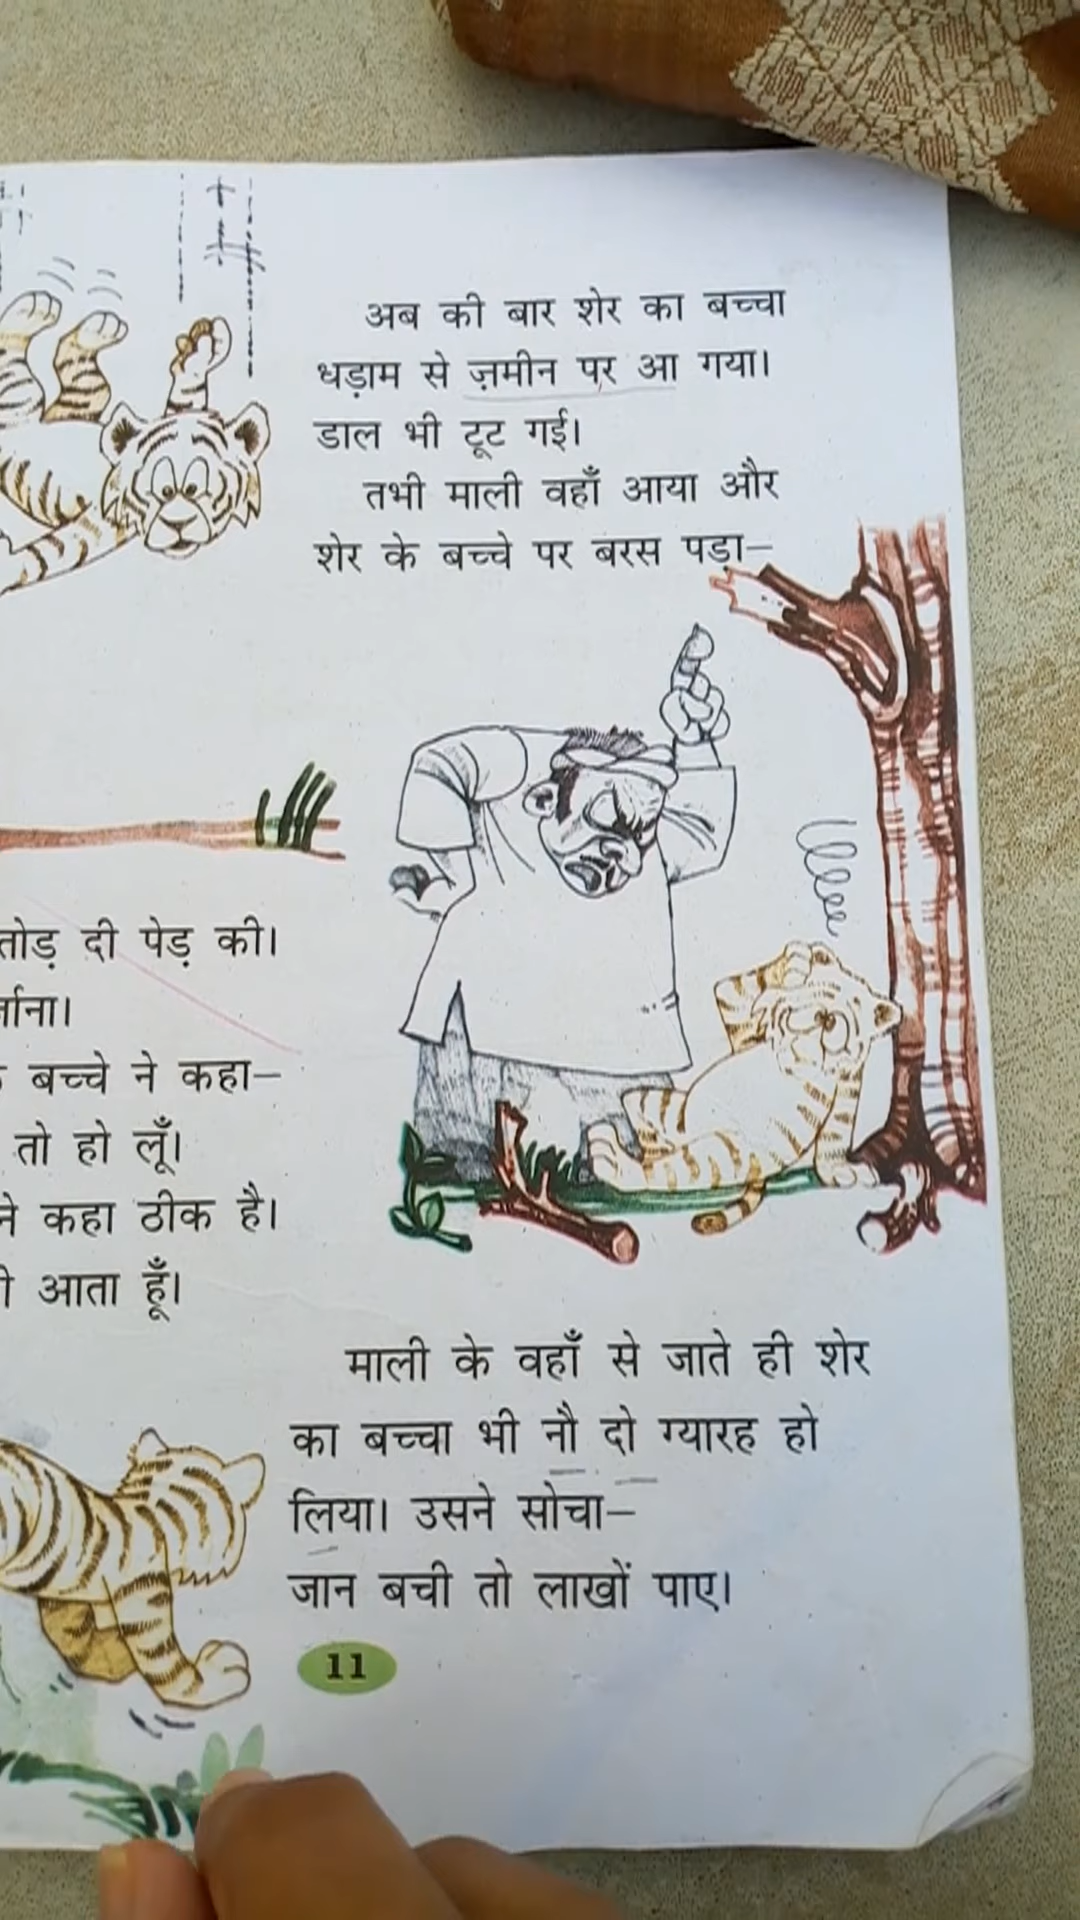 अब की बार शेर का बच्चा
धड़ाम से ज़मीन पर आ गया।
डाल भी टूट गई।
तभी माली वहाँ आया और
शेर के बच्चे पर बरस पड़ा—
तोड़ दी पेड़ की।
बच्चे ने कहा—
तो हो लूँ।
ने कहा ठीक है।
आता हूँ।
माली के वहाँ से जाते ही शेर
का बच्चा भी नौ दो ग्यारह हो
लिया। उसने सोचा—
जान बची तो लाखों पाए।
11